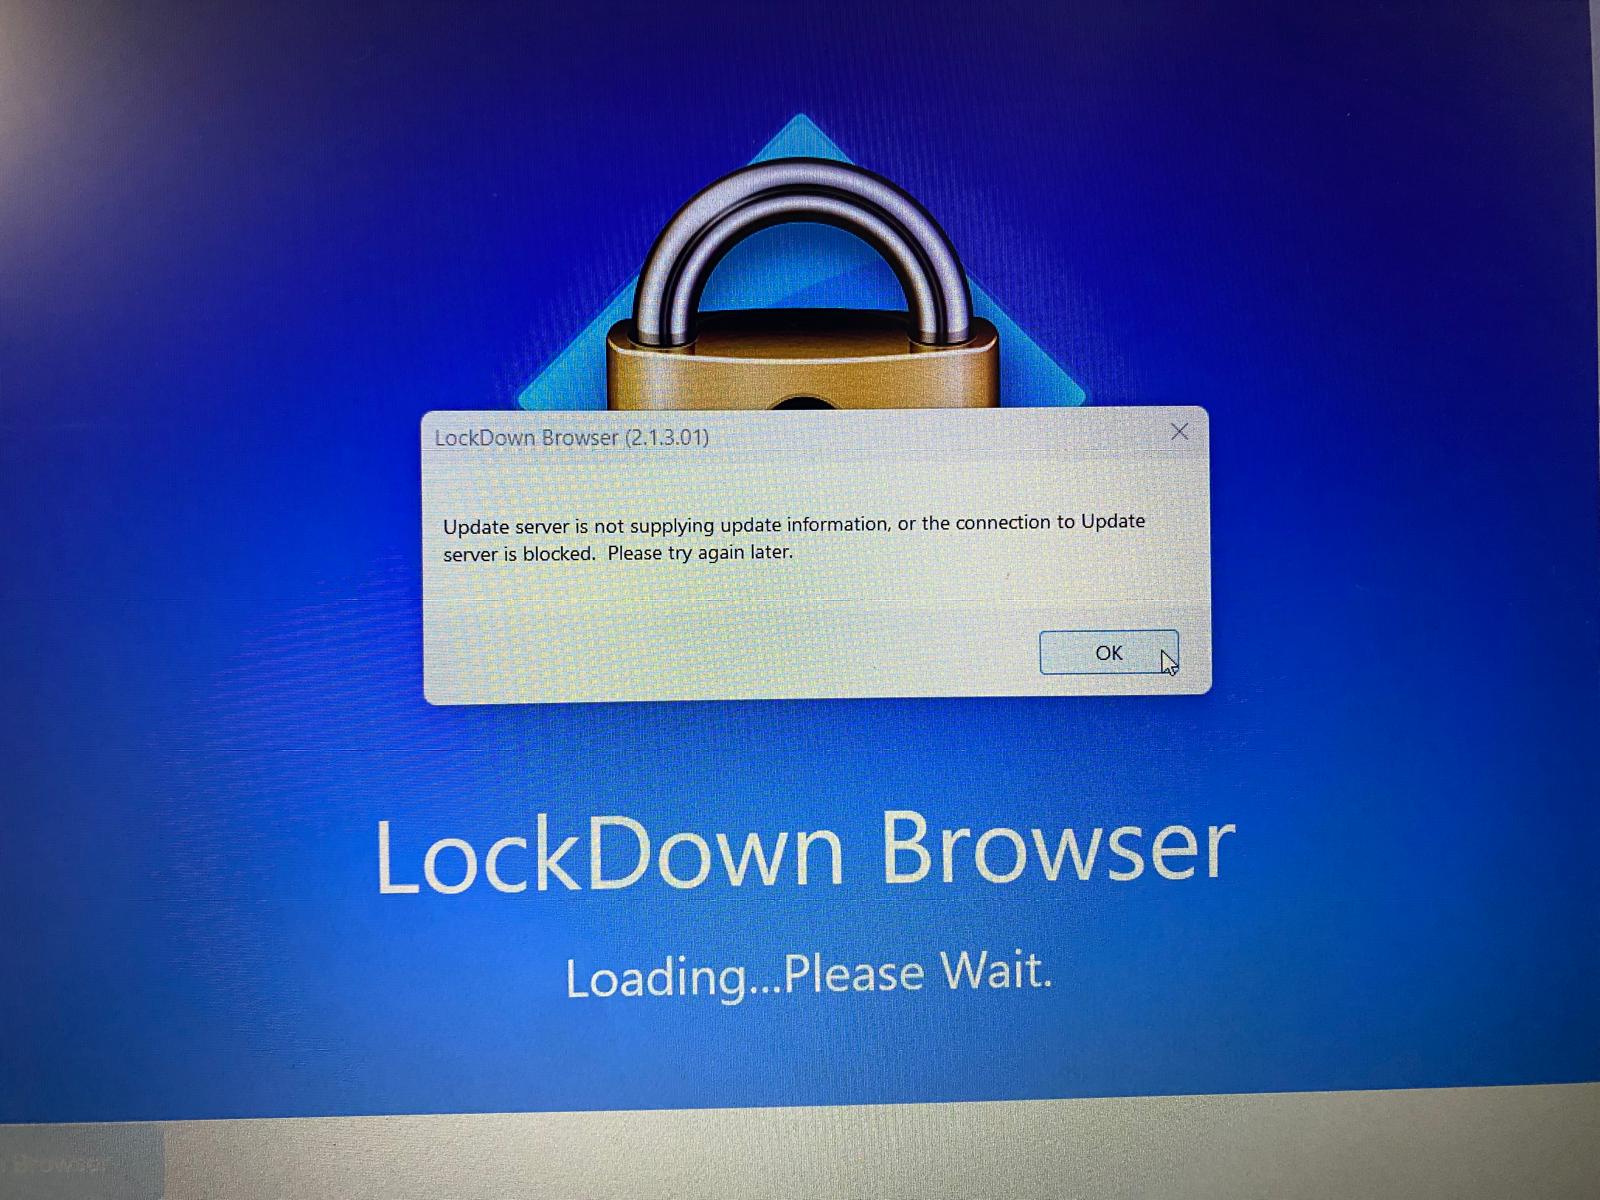 LockDown Browser (2.1.3.01)
Update server is not supplying update information, or the connection to Update
server is blocked.  Please try again later.
OK
LockDown Browser
Loading...Please Wait.
Browser